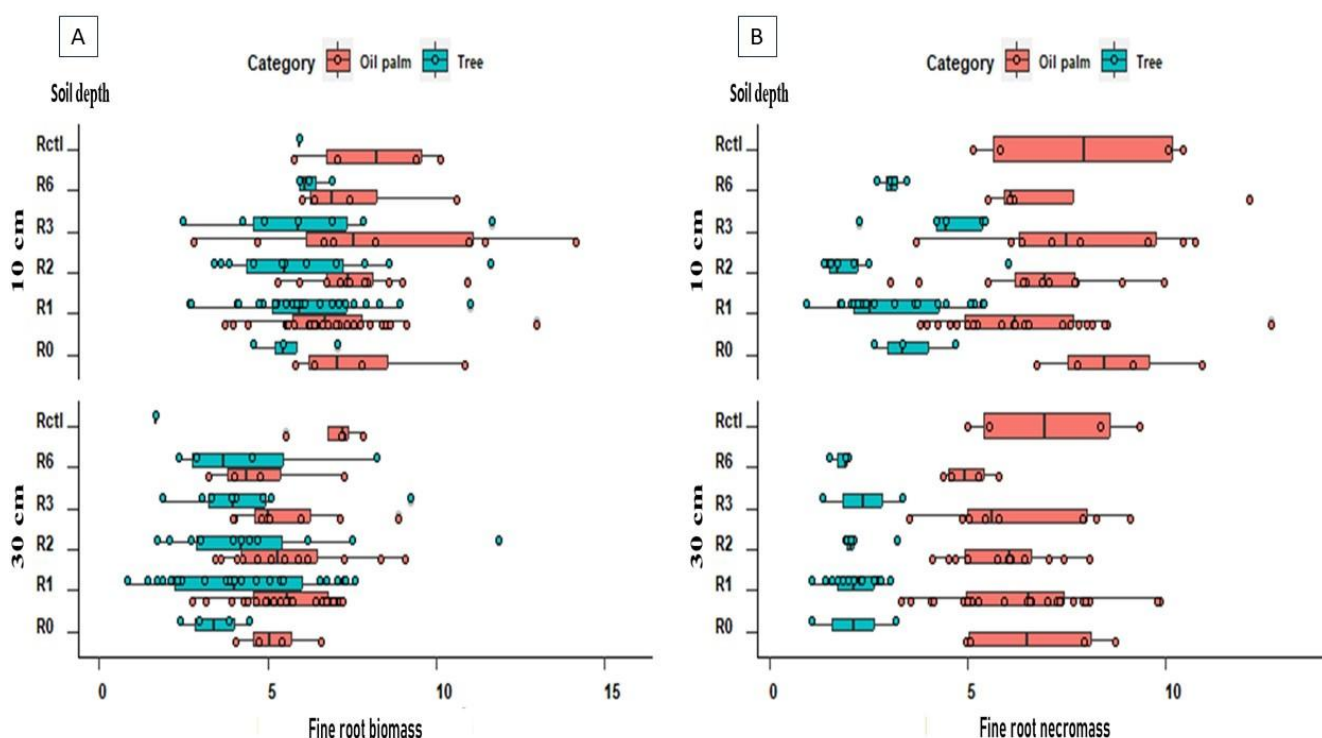 A
Category Oil palm Tree
Soil depth
10 cm
Rctl
R6
R3
R2
R1
R0
30 cm
Rctl
R6
R3
R2
R1
R0
0 5 10 15
Fine root biomass
B
Category Oil palm Tree
Soil depth
10 cm
Rctl
R6
R3
R2
R1
R0
30 cm
Rctl
R6
R3
R2
R1
R0
0 5 10
Fine root necromass